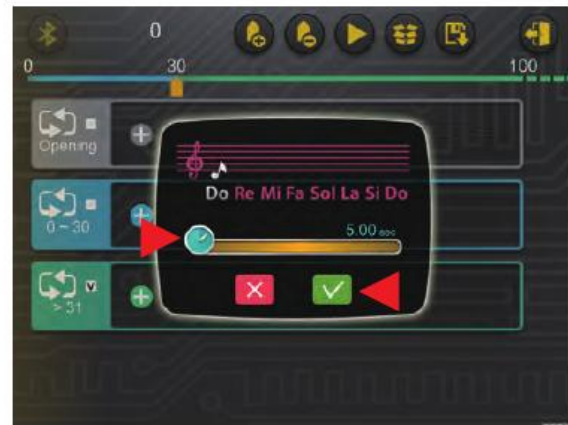 0
0 30 100
Opening
Do Re Mi Fa Sol La Si Do
5.00 sec
0 ~ 30
V
> 31